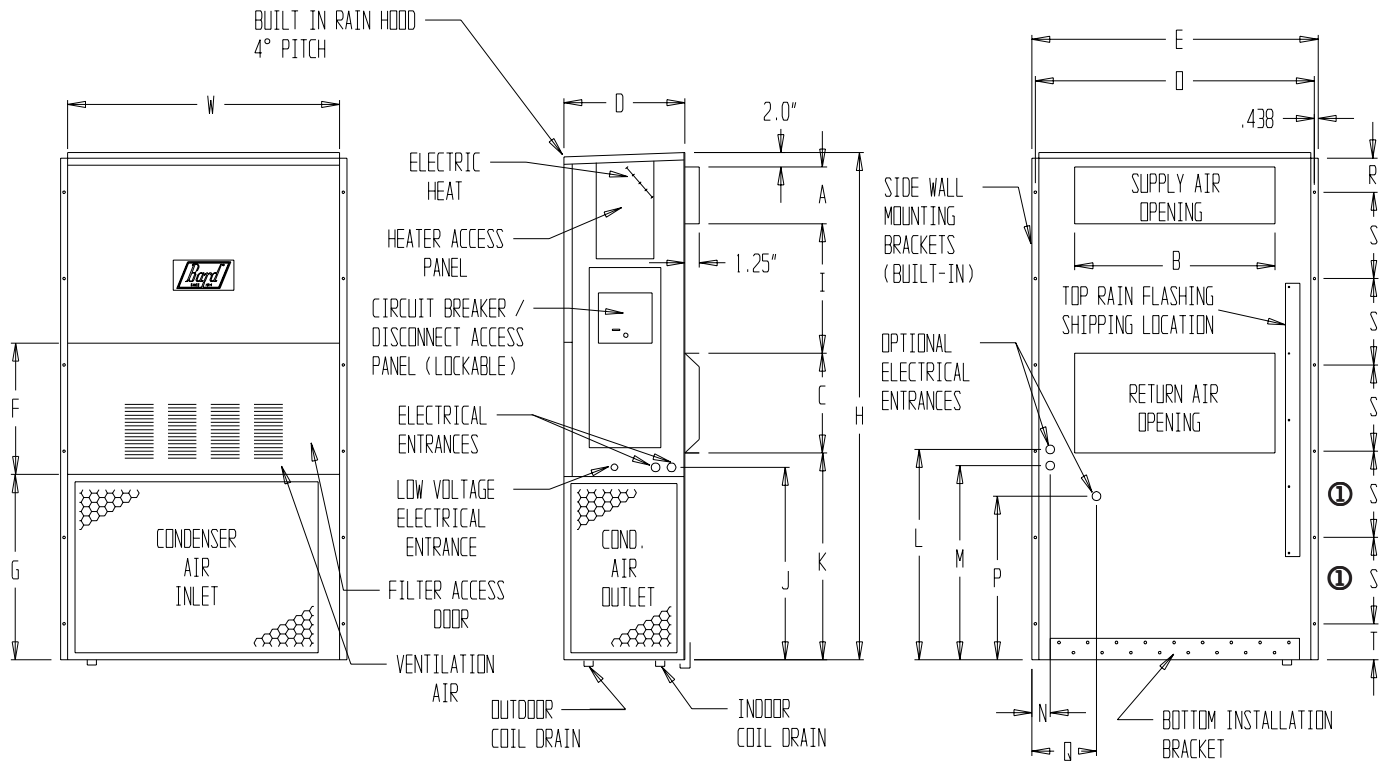 BUILT IN RAIN HOOD
4° PITCH
W
F
G
Bard
CONDENSER
AIR
INLET
ELECTRIC
HEAT
HEATER ACCESS
PANEL
CIRCUIT BREAKER /
DISCONNECT ACCESS
PANEL (LOCKABLE)
ELECTRICAL
ENTRANCES
LOW VOLTAGE
ELECTRICAL
ENTRANCE
FILTER ACCESS
DOOR
VENTILATION
AIR
D
2.0"
A
1.25"
I
C
H
J
K
COND.
AIR
OUTLET
OUTDOOR
COIL DRAIN
INDOOR
COIL DRAIN
E
O
.438
SIDE WALL
MOUNTING
BRACKETS
(BUILT-IN)
SUPPLY AIR
OPENING
B
TOP RAIN FLASHING
SHIPPING LOCATION
OPTIONAL
ELECTRICAL
ENTRANCES
RETURN AIR
OPENING
R
S
S
S
① S
① S
T
L
M
P
N
Q
BOTTOM INSTALLATION
BRACKET